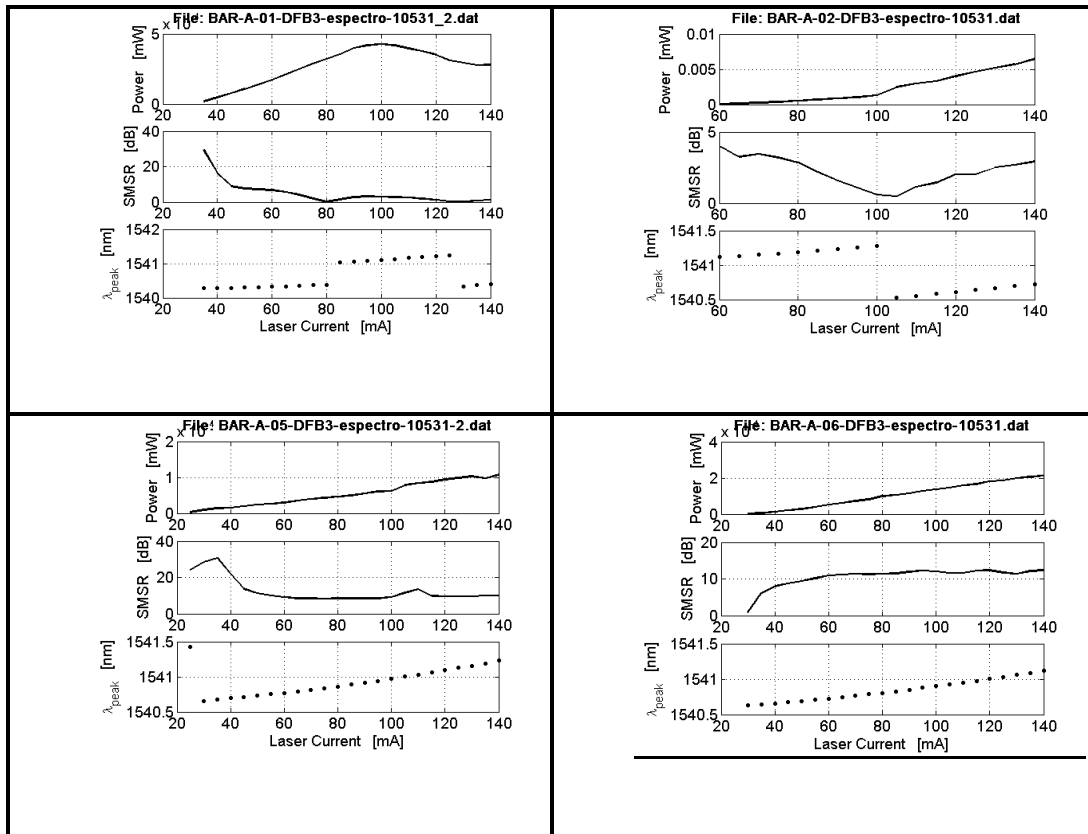 File: BAR-A-01-DFB3-espectro-10531_2.dat
5
0
Power [mW]
20 40 60 80 100 120 140
40
20
0
SMSR [dB]
20 40 60 80 100 120 140
1542
1541
1540
λpeak [nm]
20 40 60 80 100 120 140
Laser Current [mA]
File: BAR-A-02-DFB3-espectro-10531.dat
0.01
0.005
0
Power [mW]
60 80 100 120 140
5
0
SMSR [dB]
60 80 100 120 140
1541.5
1541
1540.5
λpeak [nm]
60 80 100 120 140
Laser Current [mA]
File: BAR-A-05-DFB3-espectro-10531-2.dat
2
1
0
Power [mW]
20 40 60 80 100 120 140
40
20
0
SMSR [dB]
20 40 60 80 100 120 140
1541.5
1541
1540.5
λpeak [nm]
20 40 60 80 100 120 140
Laser Current [mA]
File: BAR-A-06-DFB3-espectro-10531.dat
4
2
0
Power [mW]
20 40 60 80 100 120 140
20
10
0
SMSR [dB]
20 40 60 80 100 120 140
1541.5
1541
1540.5
λpeak [nm]
20 40 60 80 100 120 140
Laser Current [mA]